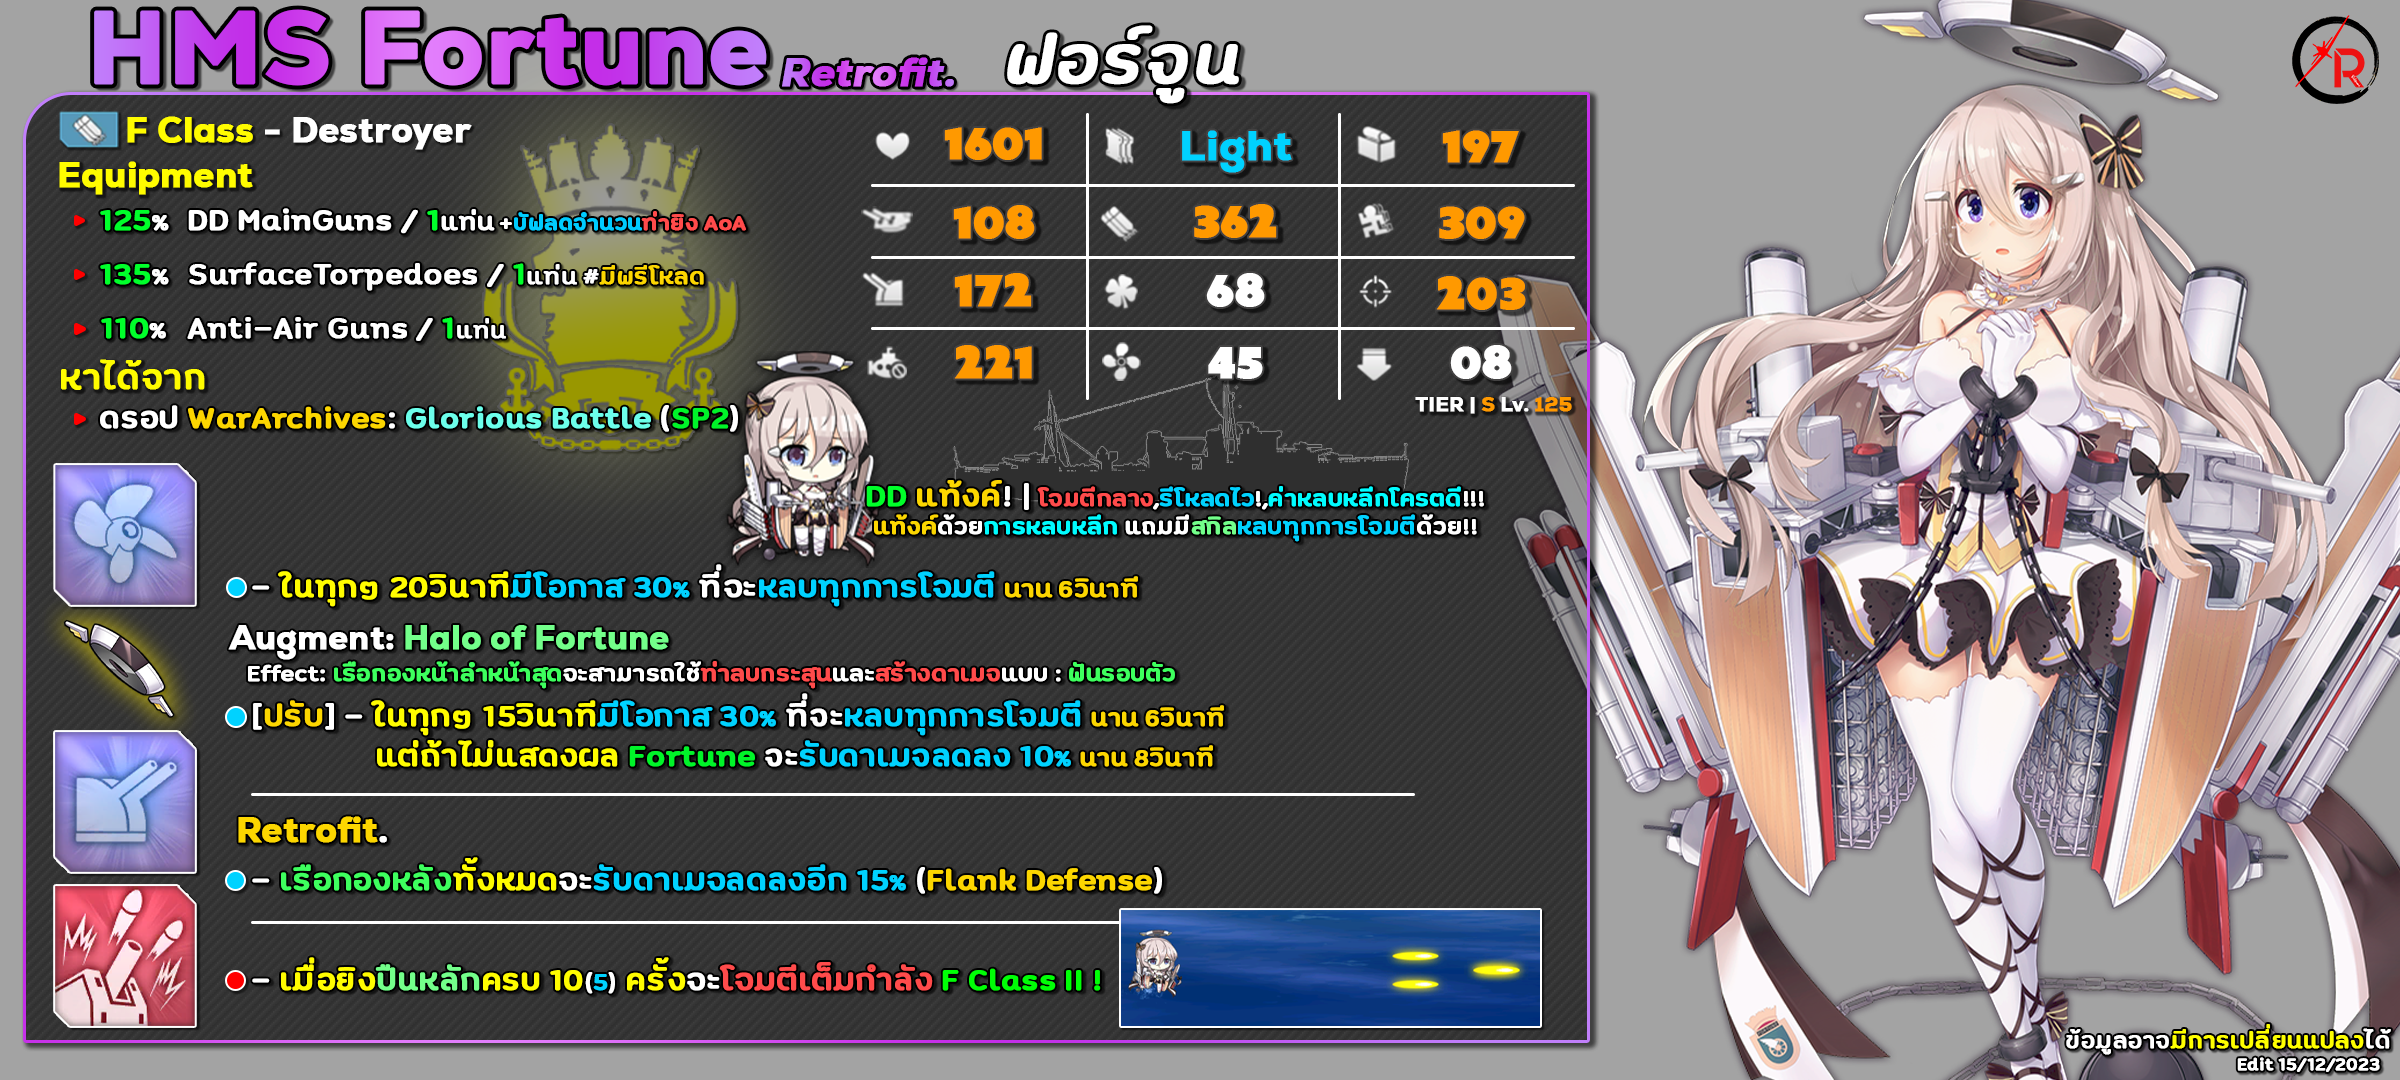 HMS Fortune Retrofit. ฟอร์จูน
R
F Class - Destroyer
Equipment
125% DD MainGuns / 1แท่น +บัฟลดจำนวนท่ายิง AoA
135% SurfaceTorpedoes / 1แท่น #มีพรีโหลด
110% Anti-Air Guns / 1แท่น
หาได้จาก
ดรอป WarArchives: Glorious Battle (SP2)
1601 Light 197
108 362 309
172 68 203
221 45 08
TIER | S Lv. 125
DD แท้งค์! | โจมตีกลาง,รีโหลดไว!,ค่าหลบหลีกโครตดี!!!
แท้งค์ด้วยการหลบหลีก แถมมีสกิลหลบทุกการโจมตีด้วย!!
- ในทุกๆ 20วินาทีมีโอกาส 30% ที่จะหลบทุกการโจมตี นาน 6วินาที
Augment: Halo of Fortune
Effect: เรือกองหน้าลำหน้าสุดจะสามารถใช้ท่าลบกระสุนและสร้างดาเมจแบบ : ฟันรอบตัว
[ปรับ] - ในทุกๆ 15วินาทีมีโอกาส 30% ที่จะหลบทุกการโจมตี นาน 6วินาที
แต่ถ้าไม่แสดงผล Fortune จะรับดาเมจลดลง 10% นาน 8วินาที
Retrofit.
- เรือกองหลังทั้งหมดจะรับดาเมจลดลงอีก 15% (Flank Defense)
- เมื่อยิงปืนหลักครบ 10(5) ครั้งจะโจมตีเต็มกำลัง F Class II !
ข้อมูลอาจมีการเปลี่ยนแปลงได้
Edit 15/12/2023